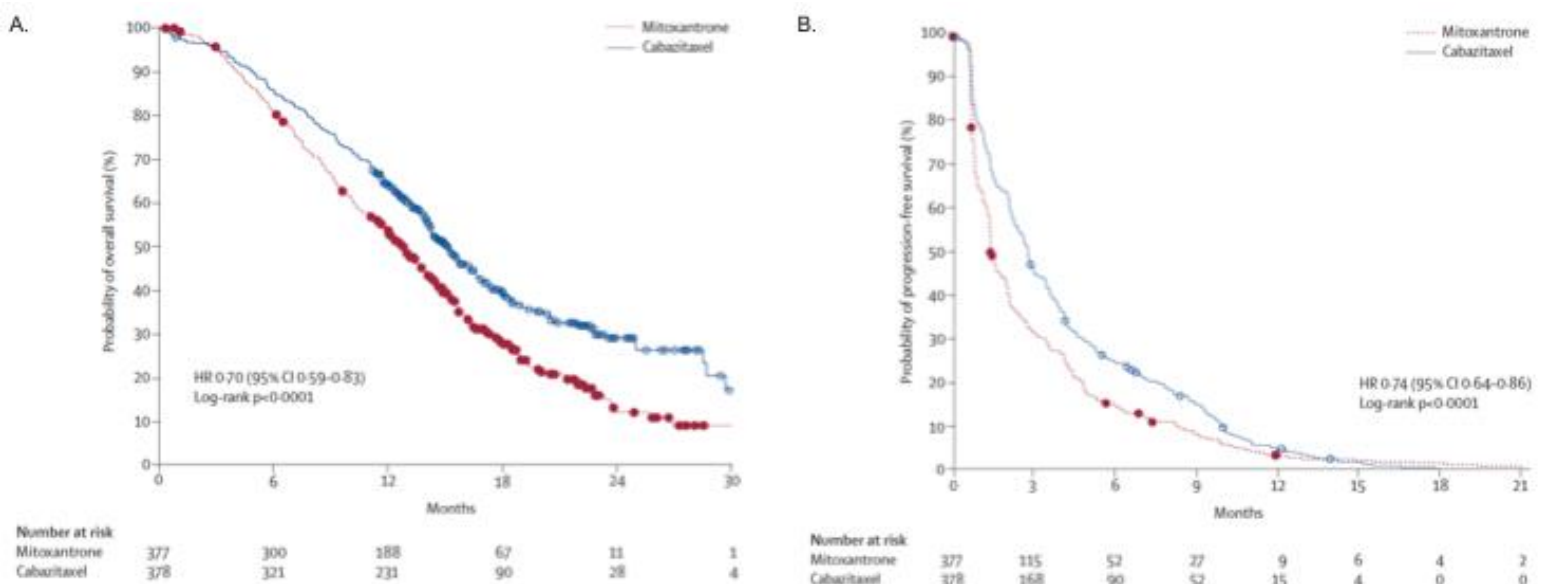 A.
Probability of overall survival (%)
100
90
80
70
60
50
40
30
20
10
0
Mitoxantrone
Cabazitaxel
HR 0·70 (95% CI 0·59–0·83)
Log-rank p<0·0001
0 6 12 18 24 30
Months
Number at risk
Mitoxantrone 377 300 188 67 11 1
Cabazitaxel 378 321 231 90 28 4
B.
Probability of progression-free survival (%)
100
90
80
70
60
50
40
30
20
10
0
Mitoxantrone
Cabazitaxel
HR 0·74 (95% CI 0·64–0·86)
Log-rank p<0·0001
0 3 6 9 12 15 18 21
Months
Number at risk
Mitoxantrone 377 115 52 27 9 6 4 2
Cabazitaxel 378 168 90 52 15 4 0